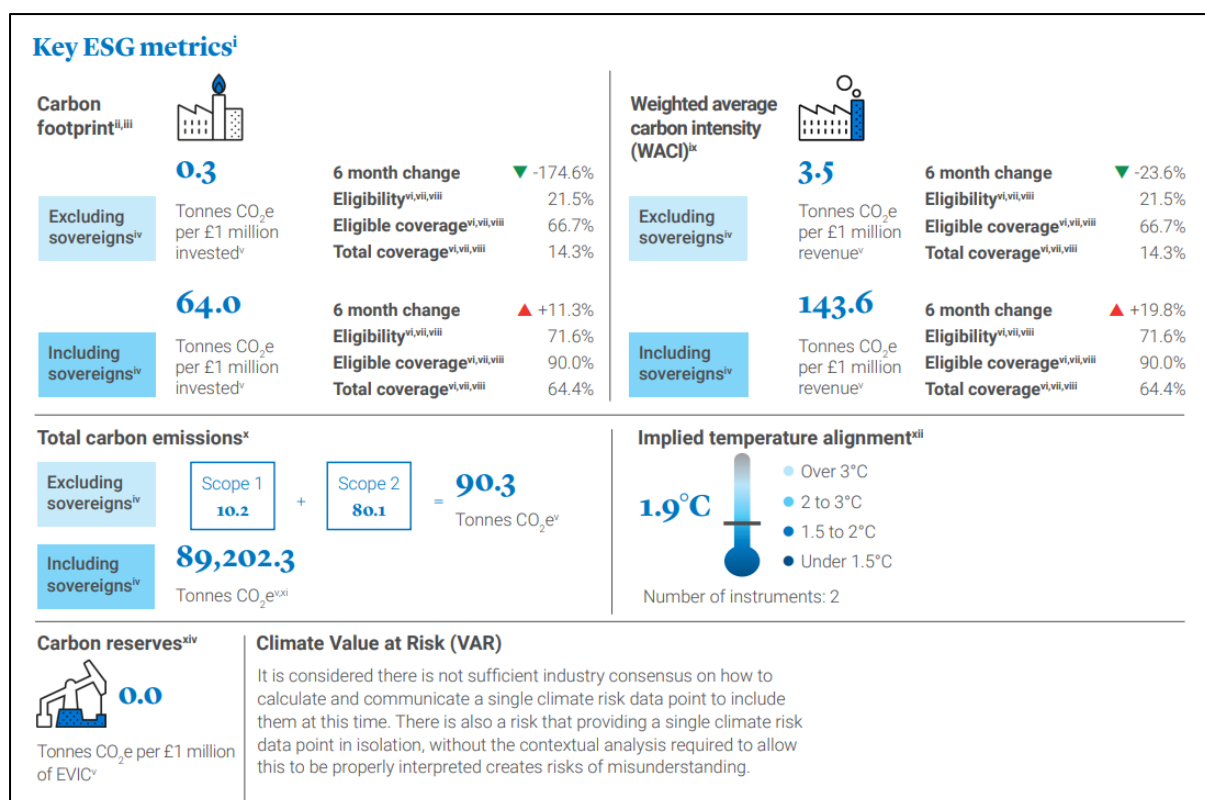 Key ESG metricsⁱ
Carbon
footprintⁱⁱ,ⁱⁱⁱ
0.3
Excluding
sovereignsⁱᵛ
Tonnes CO₂e
per £1 million
investedᵛ
6 month change ▼ -174.6%
Eligibilityᵛⁱ,ᵛⁱⁱ,ᵛⁱⁱⁱ 21.5%
Eligible coverageᵛⁱ,ᵛⁱⁱ,ᵛⁱⁱⁱ 66.7%
Total coverageᵛⁱ,ᵛⁱⁱ,ᵛⁱⁱⁱ 14.3%
64.0
Including
sovereignsⁱᵛ
Tonnes CO₂e
per £1 million
investedᵛ
6 month change ▲ +11.3%
Eligibilityᵛⁱ,ᵛⁱⁱ,ᵛⁱⁱⁱ 71.6%
Eligible coverageᵛⁱ,ᵛⁱⁱ,ᵛⁱⁱⁱ 90.0%
Total coverageᵛⁱ,ᵛⁱⁱ,ᵛⁱⁱⁱ 64.4%
Weighted average
carbon intensity
(WACI)ⁱˣ
3.5
Excluding
sovereignsⁱᵛ
Tonnes CO₂e
per £1 million
revenueᵛ
6 month change ▼ -23.6%
Eligibilityᵛⁱ,ᵛⁱⁱ,ᵛⁱⁱⁱ 21.5%
Eligible coverageᵛⁱ,ᵛⁱⁱ,ᵛⁱⁱⁱ 66.7%
Total coverageᵛⁱ,ᵛⁱⁱ,ᵛⁱⁱⁱ 14.3%
143.6
Including
sovereignsⁱᵛ
Tonnes CO₂e
per £1 million
revenueᵛ
6 month change ▲ +19.8%
Eligibilityᵛⁱ,ᵛⁱⁱ,ᵛⁱⁱⁱ 71.6%
Eligible coverageᵛⁱ,ᵛⁱⁱ,ᵛⁱⁱⁱ 90.0%
Total coverageᵛⁱ,ᵛⁱⁱ,ᵛⁱⁱⁱ 64.4%
Total carbon emissionsˣ
Excluding
sovereignsⁱᵛ
Scope 1
10.2
+
Scope 2
80.1
=
90.3
Tonnes CO₂eᵛ
Including
sovereignsⁱᵛ
89,202.3
Tonnes CO₂eᵛ,ˣⁱ
Implied temperature alignmentˣⁱⁱ
1.9°C
Over 3°C
2 to 3°C
1.5 to 2°C
Under 1.5°C
Number of instruments: 2
Carbon reservesˣⁱᵛ
0.0
Tonnes CO₂e per £1 million
of EVICᵛ
Climate Value at Risk (VAR)
It is considered there is not sufficient industry consensus on how to
calculate and communicate a single climate risk data point to include
them at this time. There is also a risk that providing a single climate risk
data point in isolation, without the contextual analysis required to allow
this to be properly interpreted creates risks of misunderstanding.